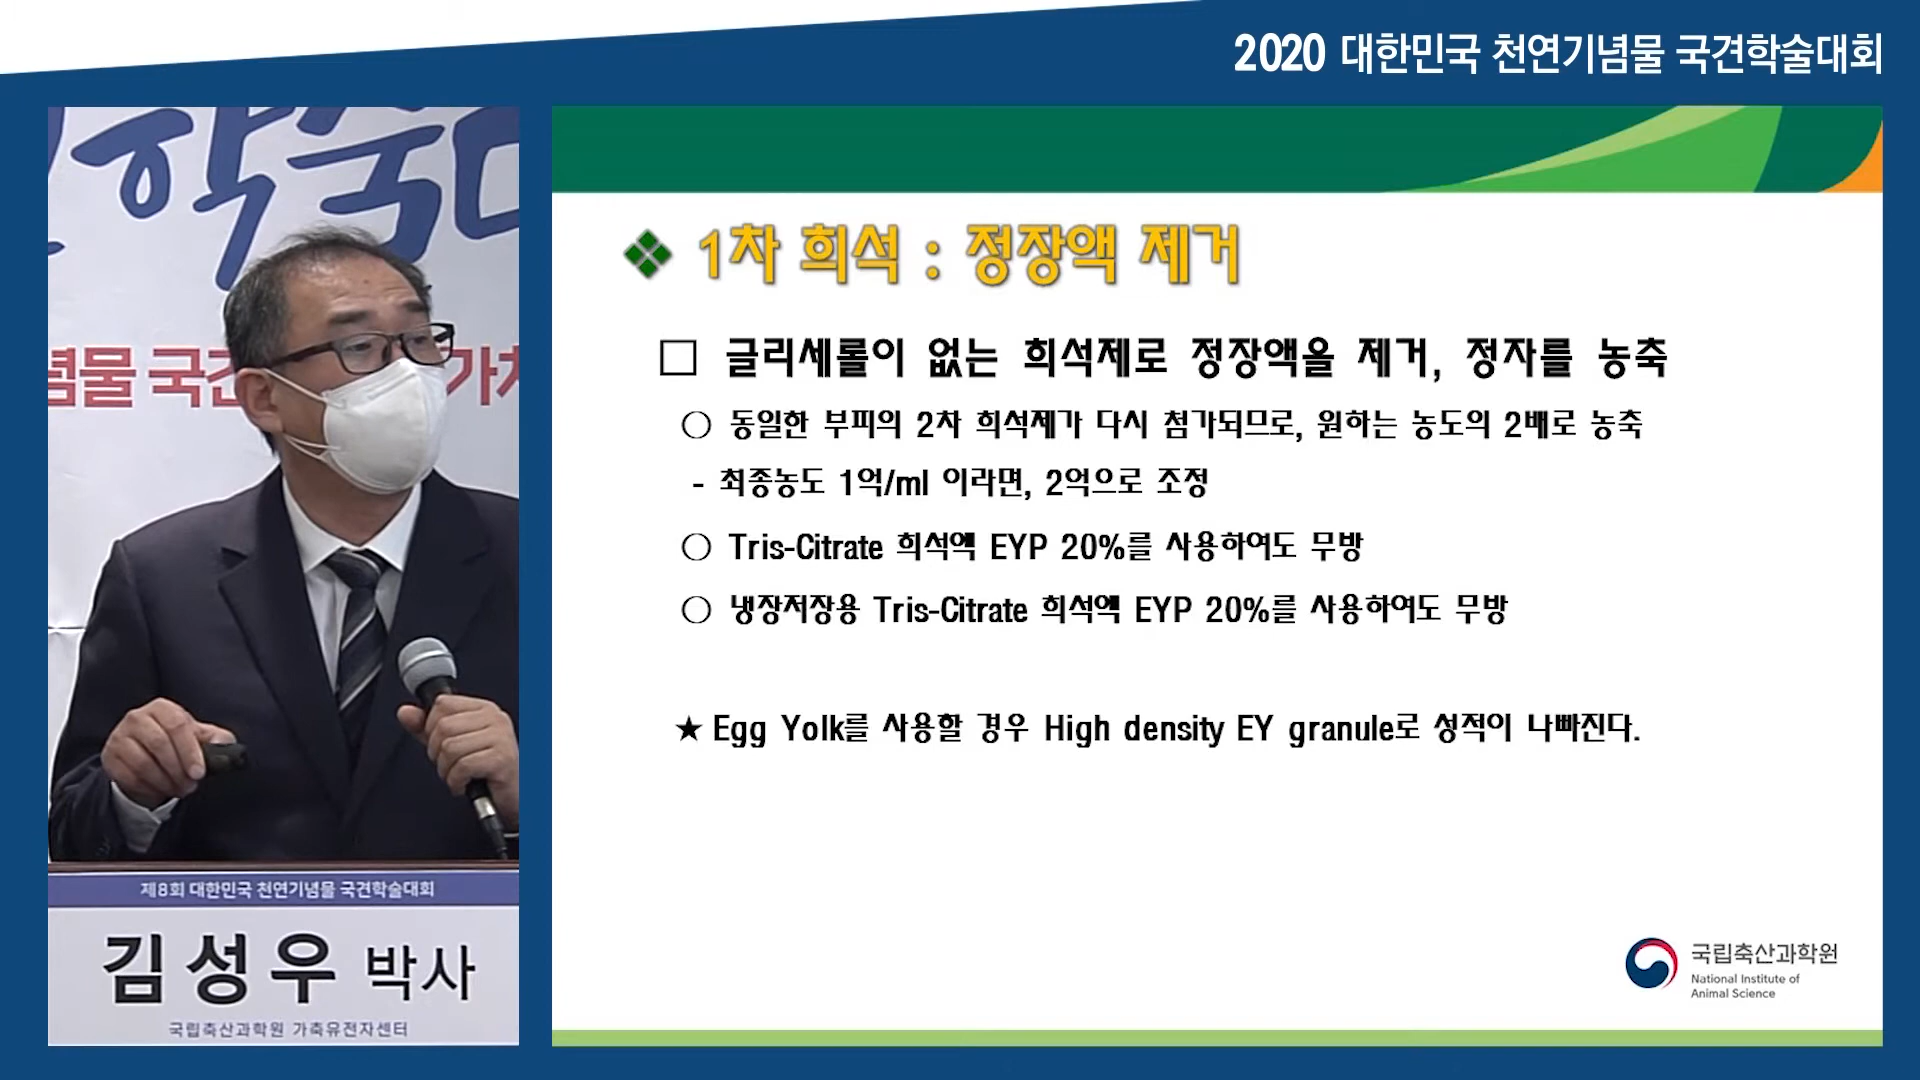 2020 대한민국 천연기념물 국견학술대회
학술대
념물 국견
가치
제8회 대한민국 천연기념물 국견학술대회
김성우 박사
국립축산과학원 가축유전자센터
❖ 1차 희석 : 정장액 제거
□ 글리세롤이 없는 희석제로 정장액을 제거, 정자를 농축
○ 동일한 부피의 2차 희석제가 다시 첨가되므로, 원하는 농도의 2배로 농축
- 최종농도 1억/ml 이라면, 2억으로 조정
○ Tris-Citrate 희석액 EYP 20%를 사용하여도 무방
○ 냉장저장용 Tris-Citrate 희석액 EYP 20%를 사용하여도 무방
★ Egg Yolk를 사용할 경우 High density EY granule로 성적이 나빠진다.
국립축산과학원
National Institute of
Animal Science